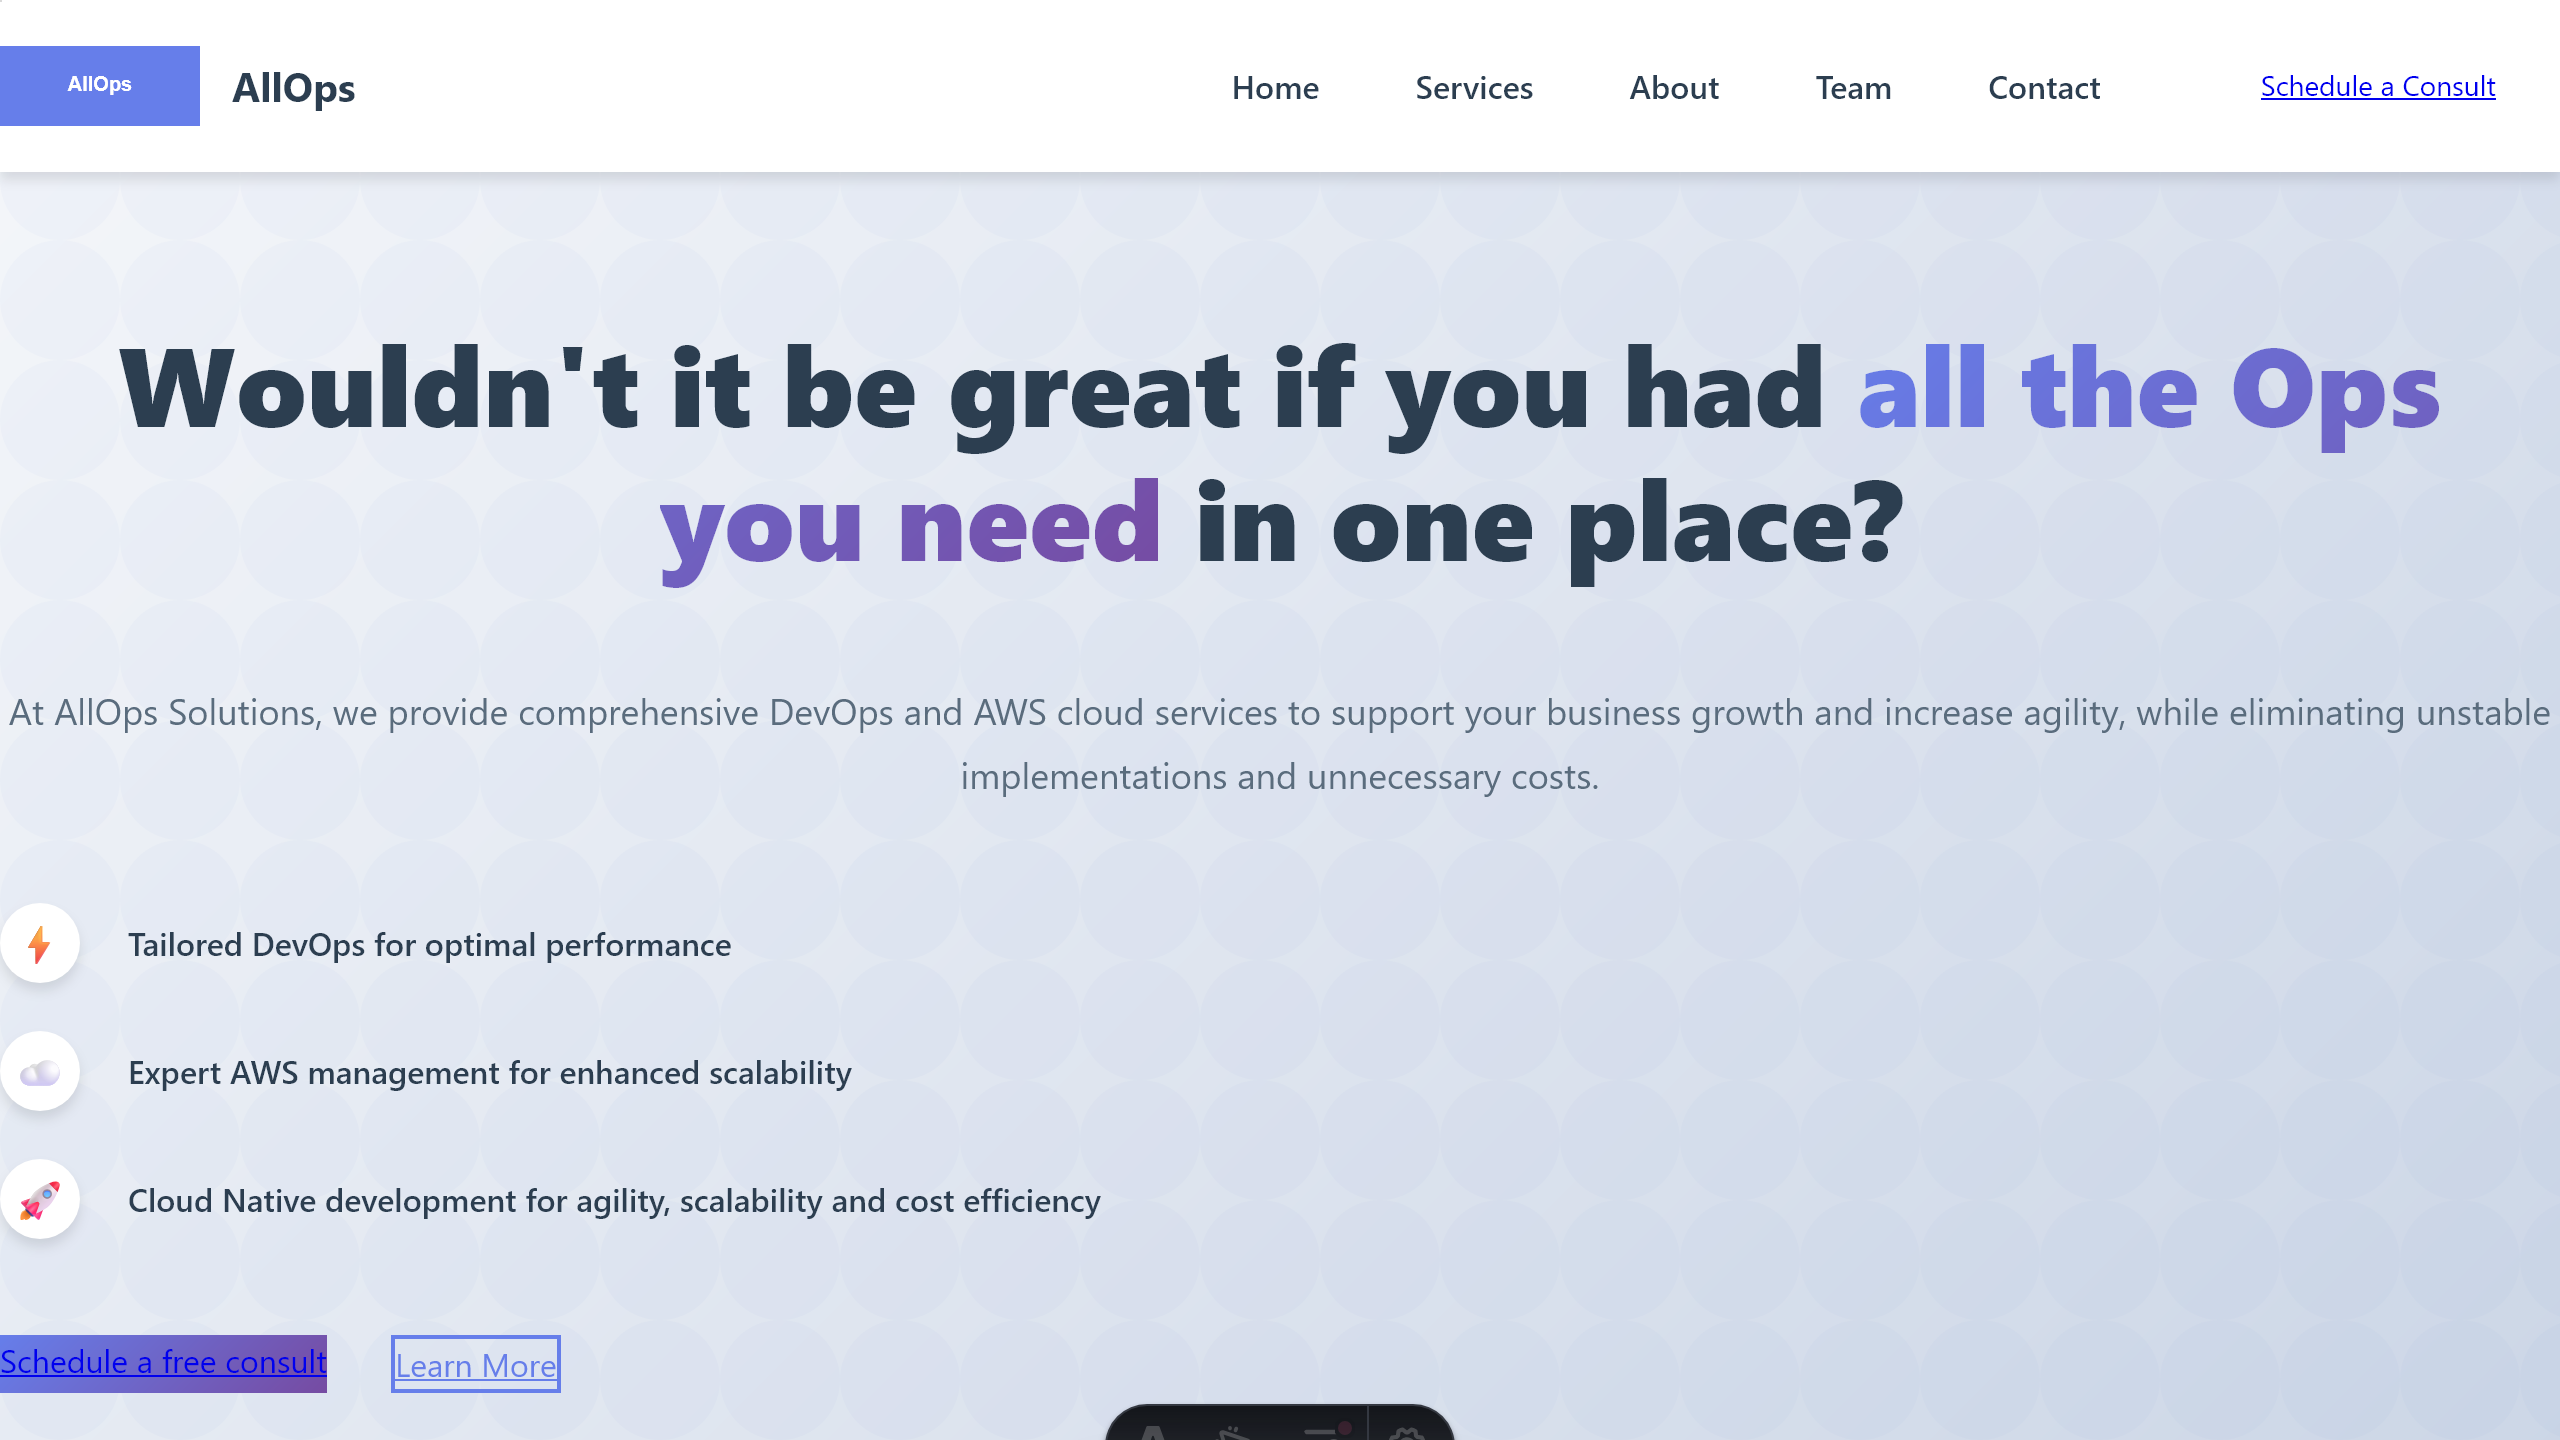 AllOps
AllOps
Home
Services
About
Team
Contact
Schedule a Consult
Wouldn't it be great if you had all the Ops
you need in one place?
At AllOps Solutions, we provide comprehensive DevOps and AWS cloud services to support your business growth and increase agility, while eliminating unstable
implementations and unnecessary costs.
Tailored DevOps for optimal performance
Expert AWS management for enhanced scalability
Cloud Native development for agility, scalability and cost efficiency
Schedule a free consult
Learn More